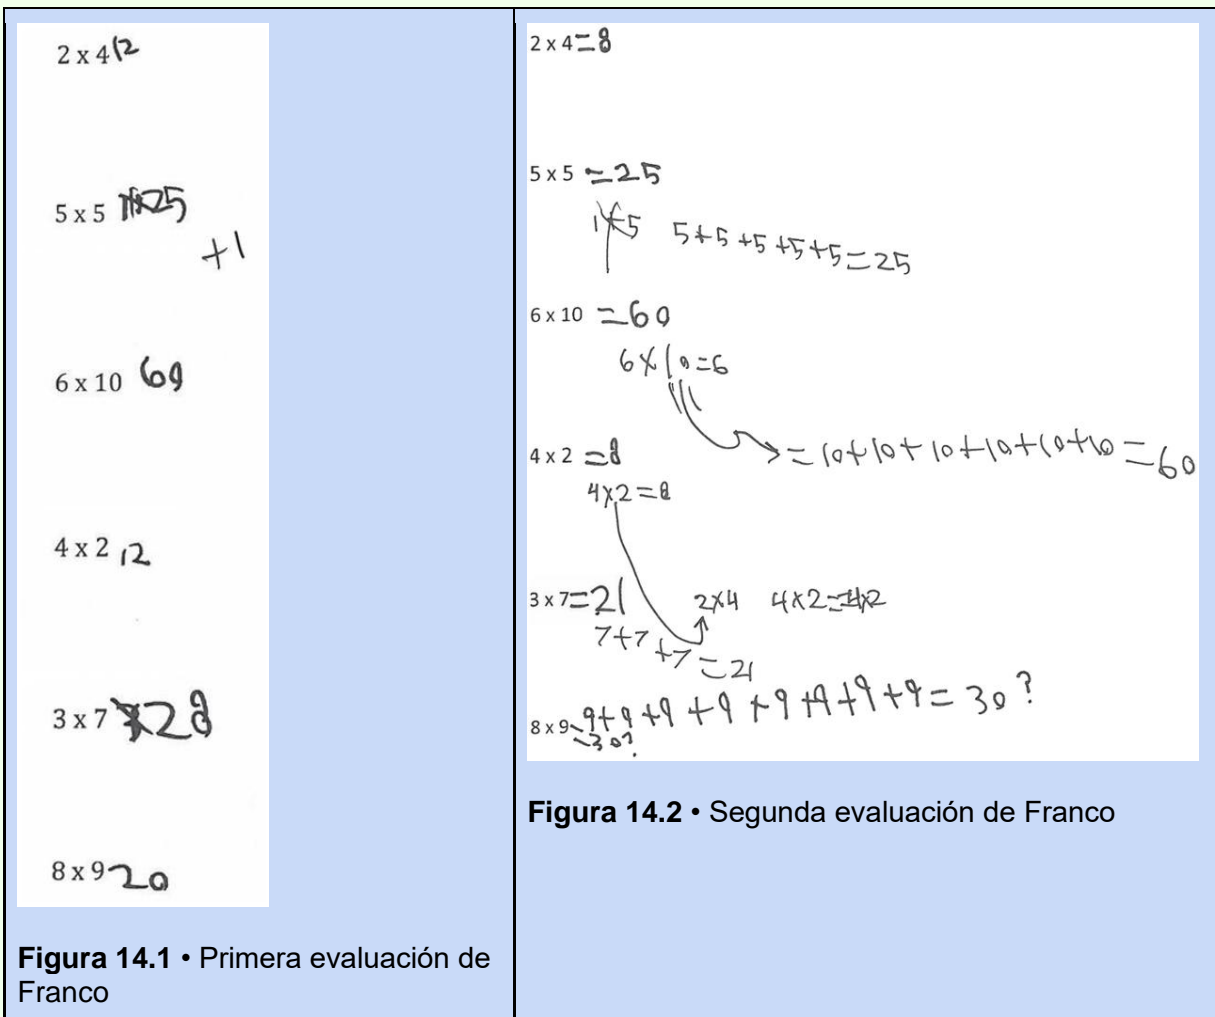 2 x 4 12
5 x 5 25
+1
6 x 10 60
4 x 2 12
3 x 7 28
8 x 9 20
Figura 14.1 • Primera evaluación de
Franco
2 x 4 = 8
5 x 5 = 25
1 5 5+5+5+5+5=25
6 x 10 = 60
6x10=6
=10+10+10+10+10+10=60
4 x 2 = 8
4x2=8
3 x 7 = 21 2x4 4x2=4x2
7+7+7=21
8 x 9 = 9+9+9+9+9+9+9+9=30?
=30?
Figura 14.2 • Segunda evaluación de Franco